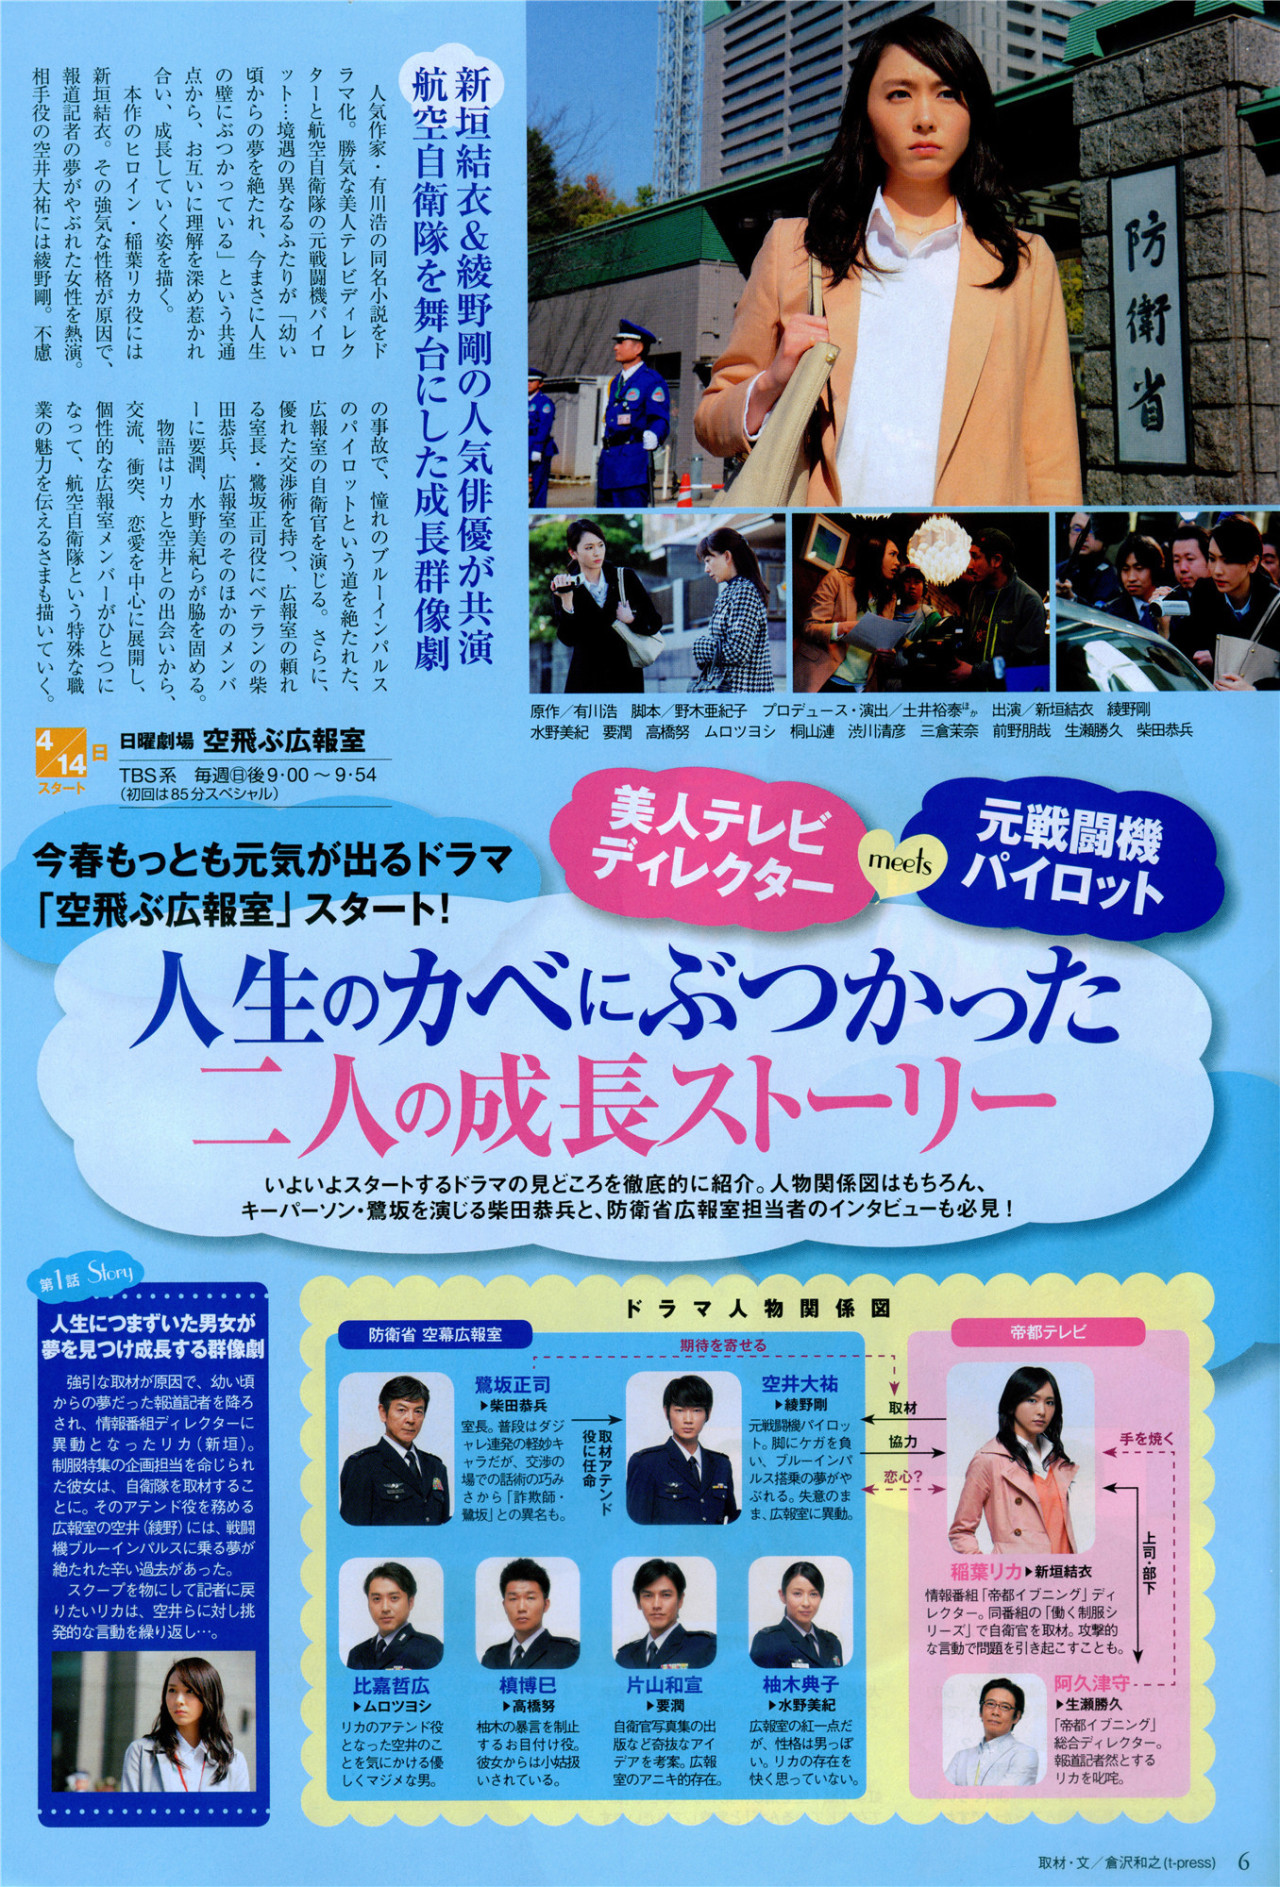 新垣結衣&綾野剛の人気俳優が共演
航空自衛隊を舞台にした成長群像劇
人気作家・有川浩の同名小説をド
ラマ化。勝気な美人テレビディレク
ターと航空自衛隊の元戦闘機パイロ
ット…境遇の異なるふたりが「幼い
頃からの夢を絶たれ、今まさに人生
の壁にぶつかっている」という共通
点から、お互いに理解を深め惹かれ
合い、成長していく姿を描く。
本作のヒロイン・稲葉リカ役には
新垣結衣。その強気な性格が原因で、
報道記者の夢がやぶれた女性を熱演。
相手役の空井大祐には綾野剛。不慮
の事故で、憧れのブルーインパルス
のパイロットという道を絶たれた、
広報室の自衛官を演じる。さらに、
優れた交渉術を持つ、広報室の頼れ
る室長・鷺坂正司役にベテランの柴
田恭兵、広報室のそのほかのメンバ
ーに要潤、水野美紀らが脇を固める。
物語はリカと空井との出会いから、
交流、衝突、恋愛を中心に展開し、
個性的な広報室メンバーがひとつに
なって、航空自衛隊という特殊な職
業の魅力を伝えるさまも描いていく。
防衛省
原作/有川浩 脚本/野木亜紀子 プロデュース・演出/土井裕泰ほか 出演/新垣結衣 綾野剛
水野美紀 要潤 高橋努 ムロツヨシ 桐山漣 渋川清彦 三倉茉奈 前野朋哉 生瀬勝久 柴田恭兵
4/14日
スタート
日曜劇場 空飛ぶ広報室
TBS系 毎週㊐後9・00〜9・54
(初回は85分スペシャル)
今春もっとも元気が出るドラマ
「空飛ぶ広報室」スタート!
美人テレビ
ディレクター
meets
元戦闘機
パイロット
人生のカベにぶつかった
二人の成長ストーリー
いよいよスタートするドラマの見どころを徹底的に紹介。人物関係図はもちろん、
キーパーソン・鷺坂を演じる柴田恭兵と、防衛省広報室担当者のインタビューも必見!
第1話 Story
人生につまずいた男女が
夢を見つけ成長する群像劇
強引な取材が原因で、幼い頃
からの夢だった報道記者を降ろ
され、情報番組ディレクターに
異動となったリカ(新垣)。
制服特集の企画担当を命じられ
た彼女は、自衛隊を取材するこ
とに。そのアテンド役を務める
広報室の空井(綾野)には、戦闘
機ブルーインパルスに乗る夢が
絶たれた辛い過去があった。
スクープを物にして記者に戻
りたいリカは、空井らに対し挑
発的な言動を繰り返し…。
ドラマ人物関係図
防衛省 空幕広報室
期待を寄せる
帝都テレビ
鷺坂正司
▶柴田恭兵
室長。普段はダジ
ャレ連発の軽妙キ
ャラだが、交渉の
場での話術の巧み
さから「詐欺師・
鷺坂」との異名も。
取材アテンド
役に任命
空井大祐
▶綾野剛
元戦闘機パイロッ
ト。脚にケガを負
い、ブルーインパ
ルス搭乗の夢がや
ぶれる。失意のま
ま、広報室に異動。
取材
協力
恋心?
手を焼く
上司・部下
稲葉リカ▶新垣結衣
情報番組「帝都イブニング」ディ
レクター。同番組の「働く制服シ
リーズ」で自衛官を取材。攻撃的
な言動で問題を引き起こすことも。
比嘉哲広
▶ムロツヨシ
リカのアテンド役
となった空井のこ
とを気にかける優
しくマジメな男。
槙博巳
▶高橋努
柚木の暴言を制止
するお目付け役。
彼女からは小姑扱
いされている。
片山和宣
▶要潤
自衛官写真集の出
版など奇抜なアイ
デアを考案。広報
室のアニキ的存在。
柚木典子
▶水野美紀
広報室の紅一点だ
が、性格は男っぽ
い。リカの存在を
快く思っていない。
阿久津守
▶生瀬勝久
「帝都イブニング」
総合ディレクター。
報道記者然とする
リカを叱咤。
取材・文/倉沢和之(t-press) 6